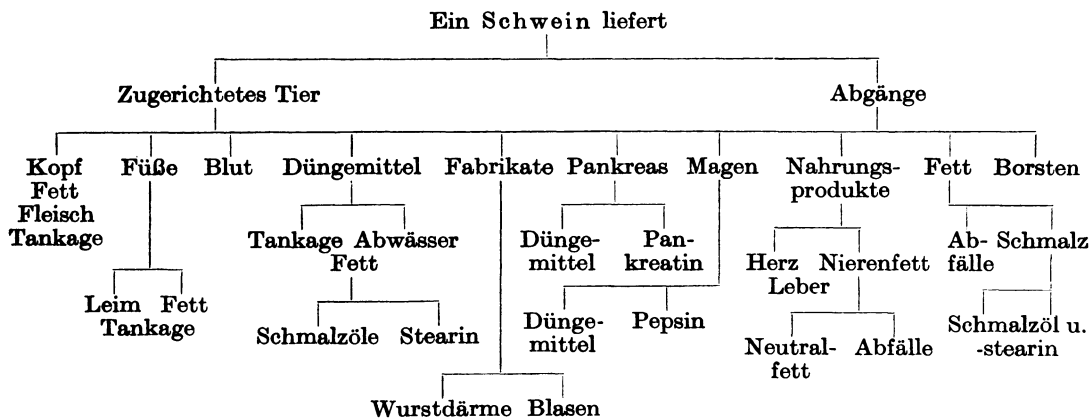 Ein Schwein liefert
Zugerichtetes Tier Abgänge
Kopf Füße Blut Düngemittel Fabrikate Pankreas Magen Nahrungs- Fett Borsten
Fett produkte
Fleisch
Tankage
Tankage Abwässer Dünge- Pan- Ab- Schmalz
Fett mittel kreatin Herz Nierenfett fälle
Leber
Leim Fett
Tankage
Schmalzöle Stearin Dünge- Pepsin Schmalzöl u.
mittel Neutral- Abfälle -stearin
fett
Wurstdärme Blasen